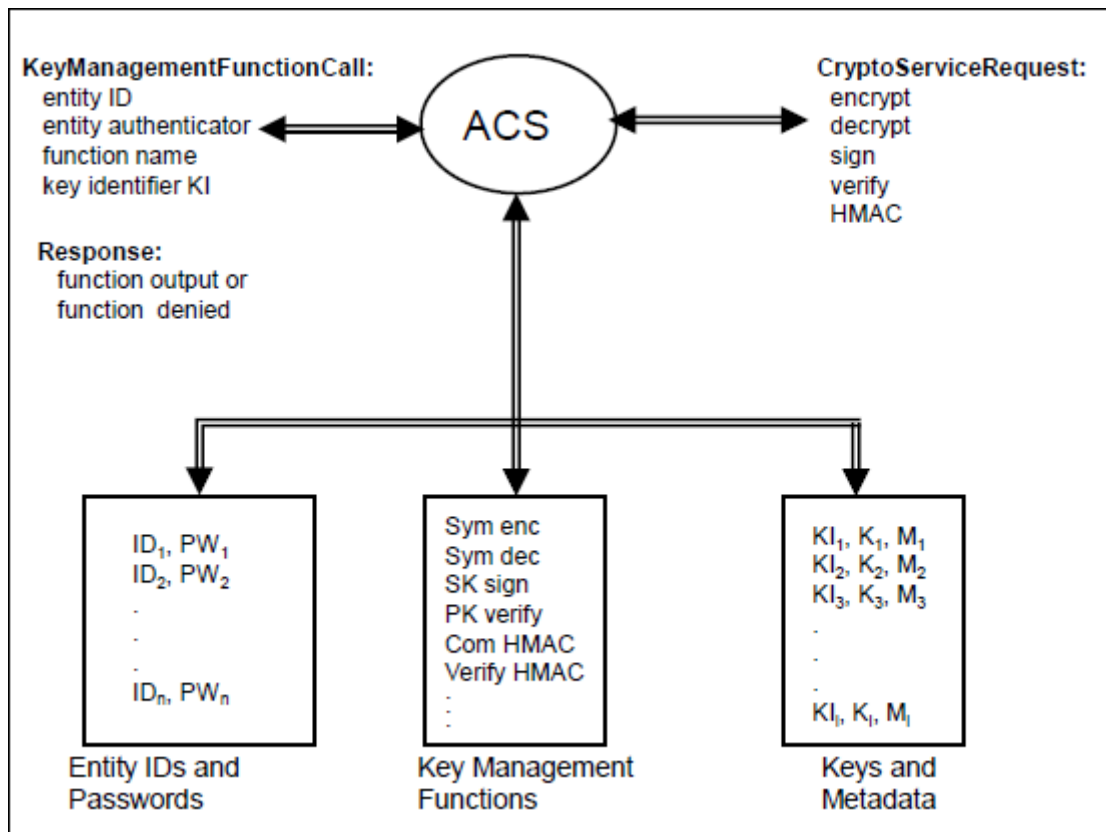 KeyManagementFunctionCall:
entity ID
entity authenticator
function name
key identifier KI
Response:
function output or
function denied
ACS
CryptoServiceRequest:
encrypt
decrypt
sign
verify
HMAC
ID₁, PW₁
ID₂, PW₂
.
.
.
IDₙ, PWₙ
Entity IDs and
Passwords
Sym enc
Sym dec
SK sign
PK verify
Com HMAC
Verify HMAC
.
.
.
Key Management
Functions
KI₁, K₁, M₁
KI₂, K₂, M₂
KI₃, K₃, M₃
.
.
.
KIₗ, Kₗ, Mₗ
Keys and
Metadata